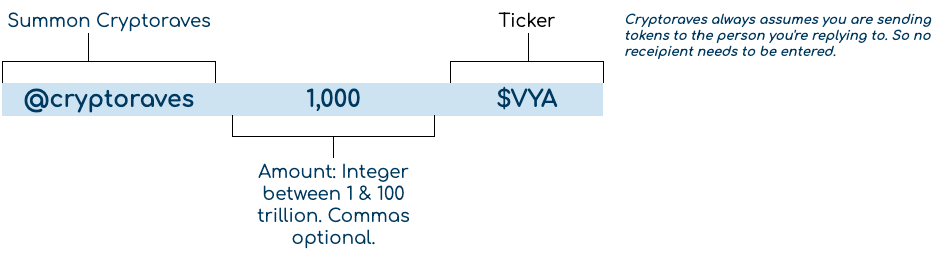 Summon Cryptoraves
Ticker
Cryptoraves always assumes you are sending
tokens to the person you're replying to. So no
receipient needs to be entered.
@cryptoraves 1,000 $VYA
Amount: Integer
between 1 & 100
trillion. Commas
optional.